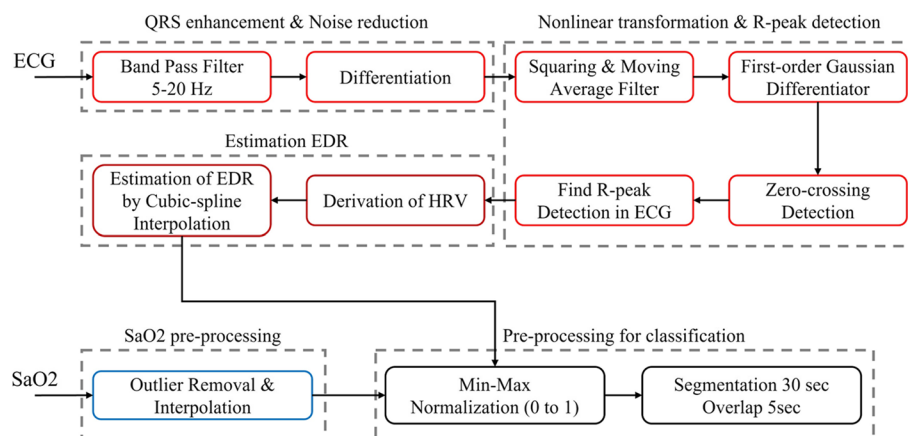 QRS enhancement & Noise reduction
Nonlinear transformation & R-peak detection
ECG
Band Pass Filter
5-20 Hz
Differentiation
Squaring & Moving
Average Filter
First-order Gaussian
Differentiator
Estimation EDR
Estimation of EDR
by Cubic-spline
Interpolation
Derivation of HRV
Find R-peak
Detection in ECG
Zero-crossing
Detection
SaO2 pre-processing
Pre-processing for classification
SaO2
Outlier Removal &
Interpolation
Min-Max
Normalization (0 to 1)
Segmentation 30 sec
Overlap 5sec